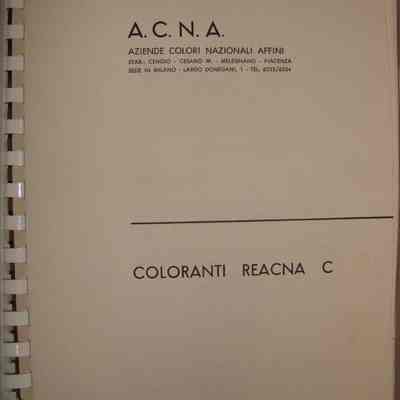 A. C. N. A.
AZIENDE COLORI NAZIONALI AFFINI
STAB.: CENGIO - CESANO M. - MELEGNANO - PIACENZA
SEDE IN MILANO - LARGO DONEGANI, 1 - TEL.
COLORANTI REACNA C